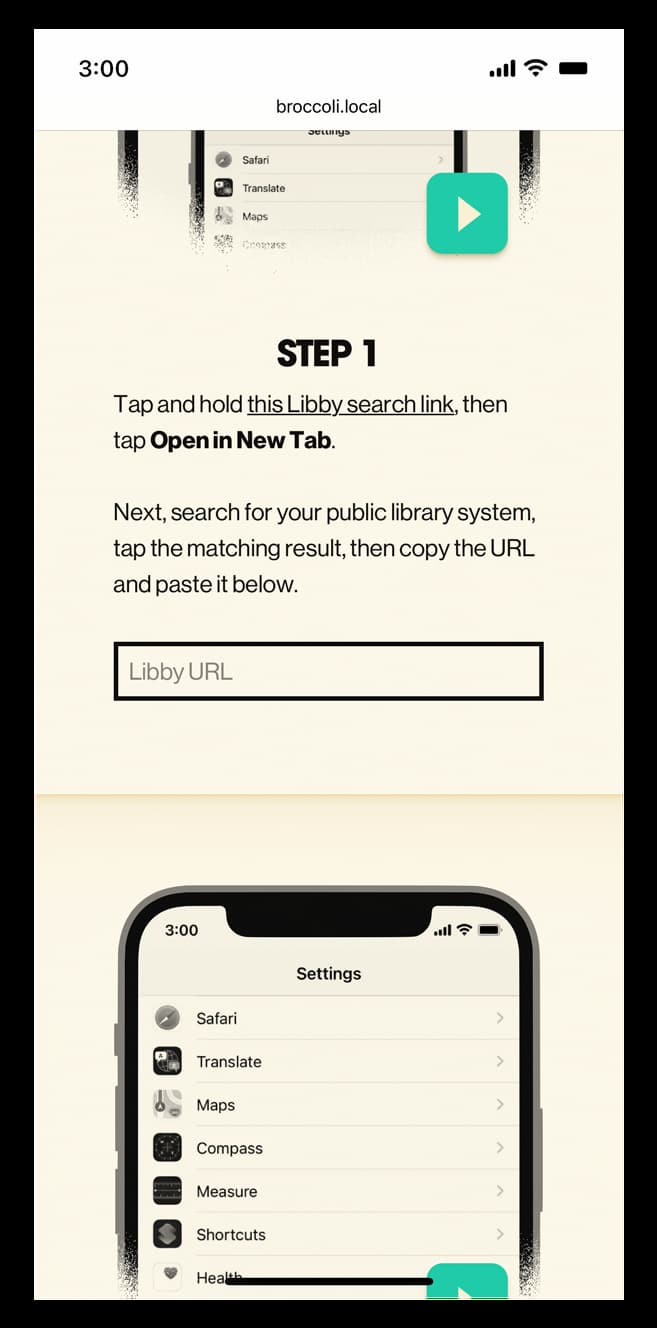 3:00
broccoli.local
Settings
Safari
Translate
Maps
Compass
STEP 1
Tap and hold this Libby search link, then
tap Open in New Tab.
Next, search for your public library system,
tap the matching result, then copy the URL
and paste it below.
Libby URL
3:00
Settings
Safari
Translate
Maps
Compass
Measure
Shortcuts
Health